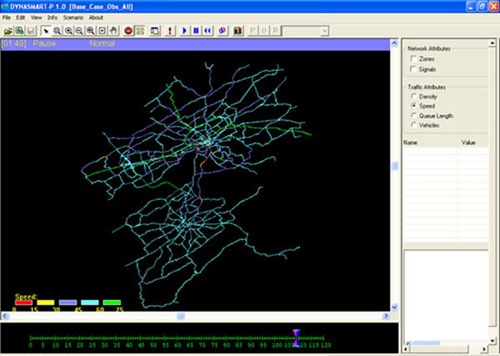 DYNASMART-P 1.0 [Base_Case_Obs_All]
File Edit View Info Scenario About
P O D
[01:49] Pause Normal
Network Attributes
Zones
Signals
Traffic Attributes
Density
Speed
Queue Length
Vehicles
Name Value
Speed:
0 15 30 45 60 75
0 5 10 15 20 25 30 35 40 45 50 55 60 65 70 75 80 85 90 95 100 105 110 115 120